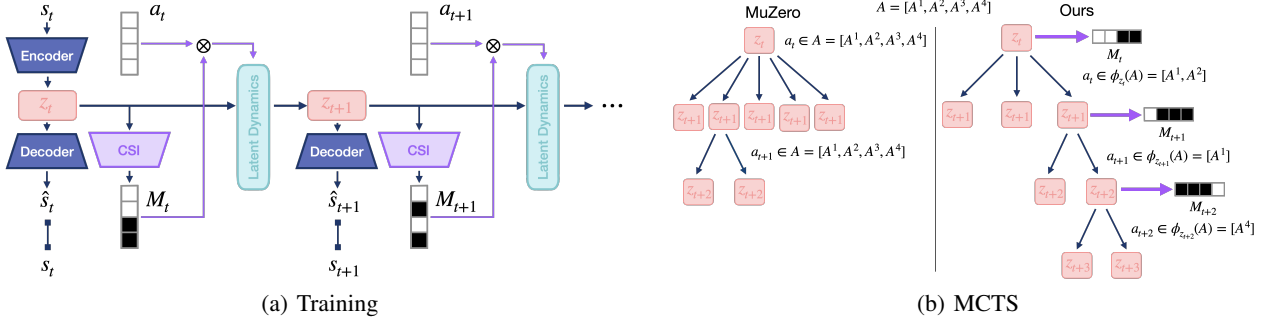 s_t
a_t
a_{t+1}
Encoder
⊗
⊗
z_t
Latent Dynamics
z_{t+1}
Latent Dynamics
...
Decoder
CSI
Decoder
CSI
ŝ_t
M_t
ŝ_{t+1}
M_{t+1}
s_t
s_{t+1}
(a) Training
A = [A^1, A^2, A^3, A^4]
MuZero
z_t
a_t ∈ A = [A^1, A^2, A^3, A^4]
z_{t+1} z_{t+1} z_{t+1} z_{t+1} z_{t+1}
a_{t+1} ∈ A = [A^1, A^2, A^3, A^4]
z_{t+2} z_{t+2}
Ours
z_t
M_t
a_t ∈ ϕ_{z_t}(A) = [A^1, A^2]
z_{t+1} z_{t+1} z_{t+1}
M_{t+1}
a_{t+1} ∈ ϕ_{z_{t+1}}(A) = [A^1]
z_{t+2} z_{t+2}
M_{t+2}
a_{t+2} ∈ ϕ_{z_{t+2}}(A) = [A^4]
z_{t+3} z_{t+3}
(b) MCTS